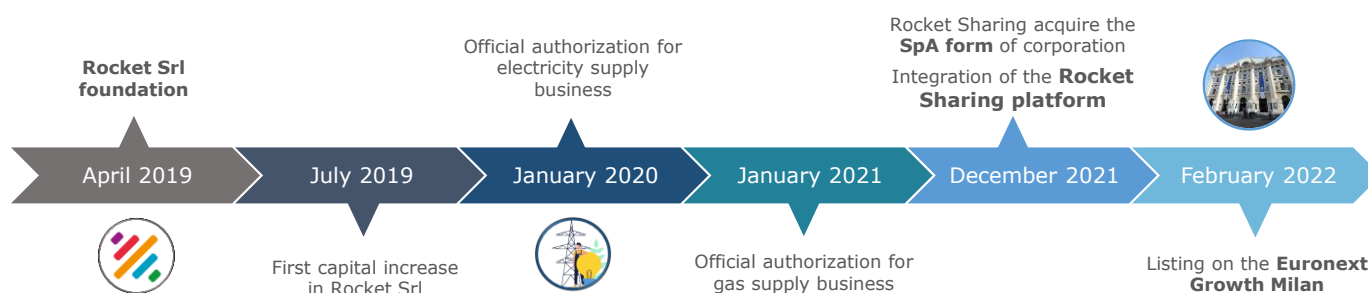 Rocket Srl
foundation
Official authorization for
electricity supply
business
Rocket Sharing acquire the
SpA form of corporation
Integration of the Rocket
Sharing platform
April 2019
July 2019
January 2020
January 2021
December 2021
February 2022
First capital increase
in Rocket Srl
Official authorization for
gas supply business
Listing on the Euronext
Growth Milan